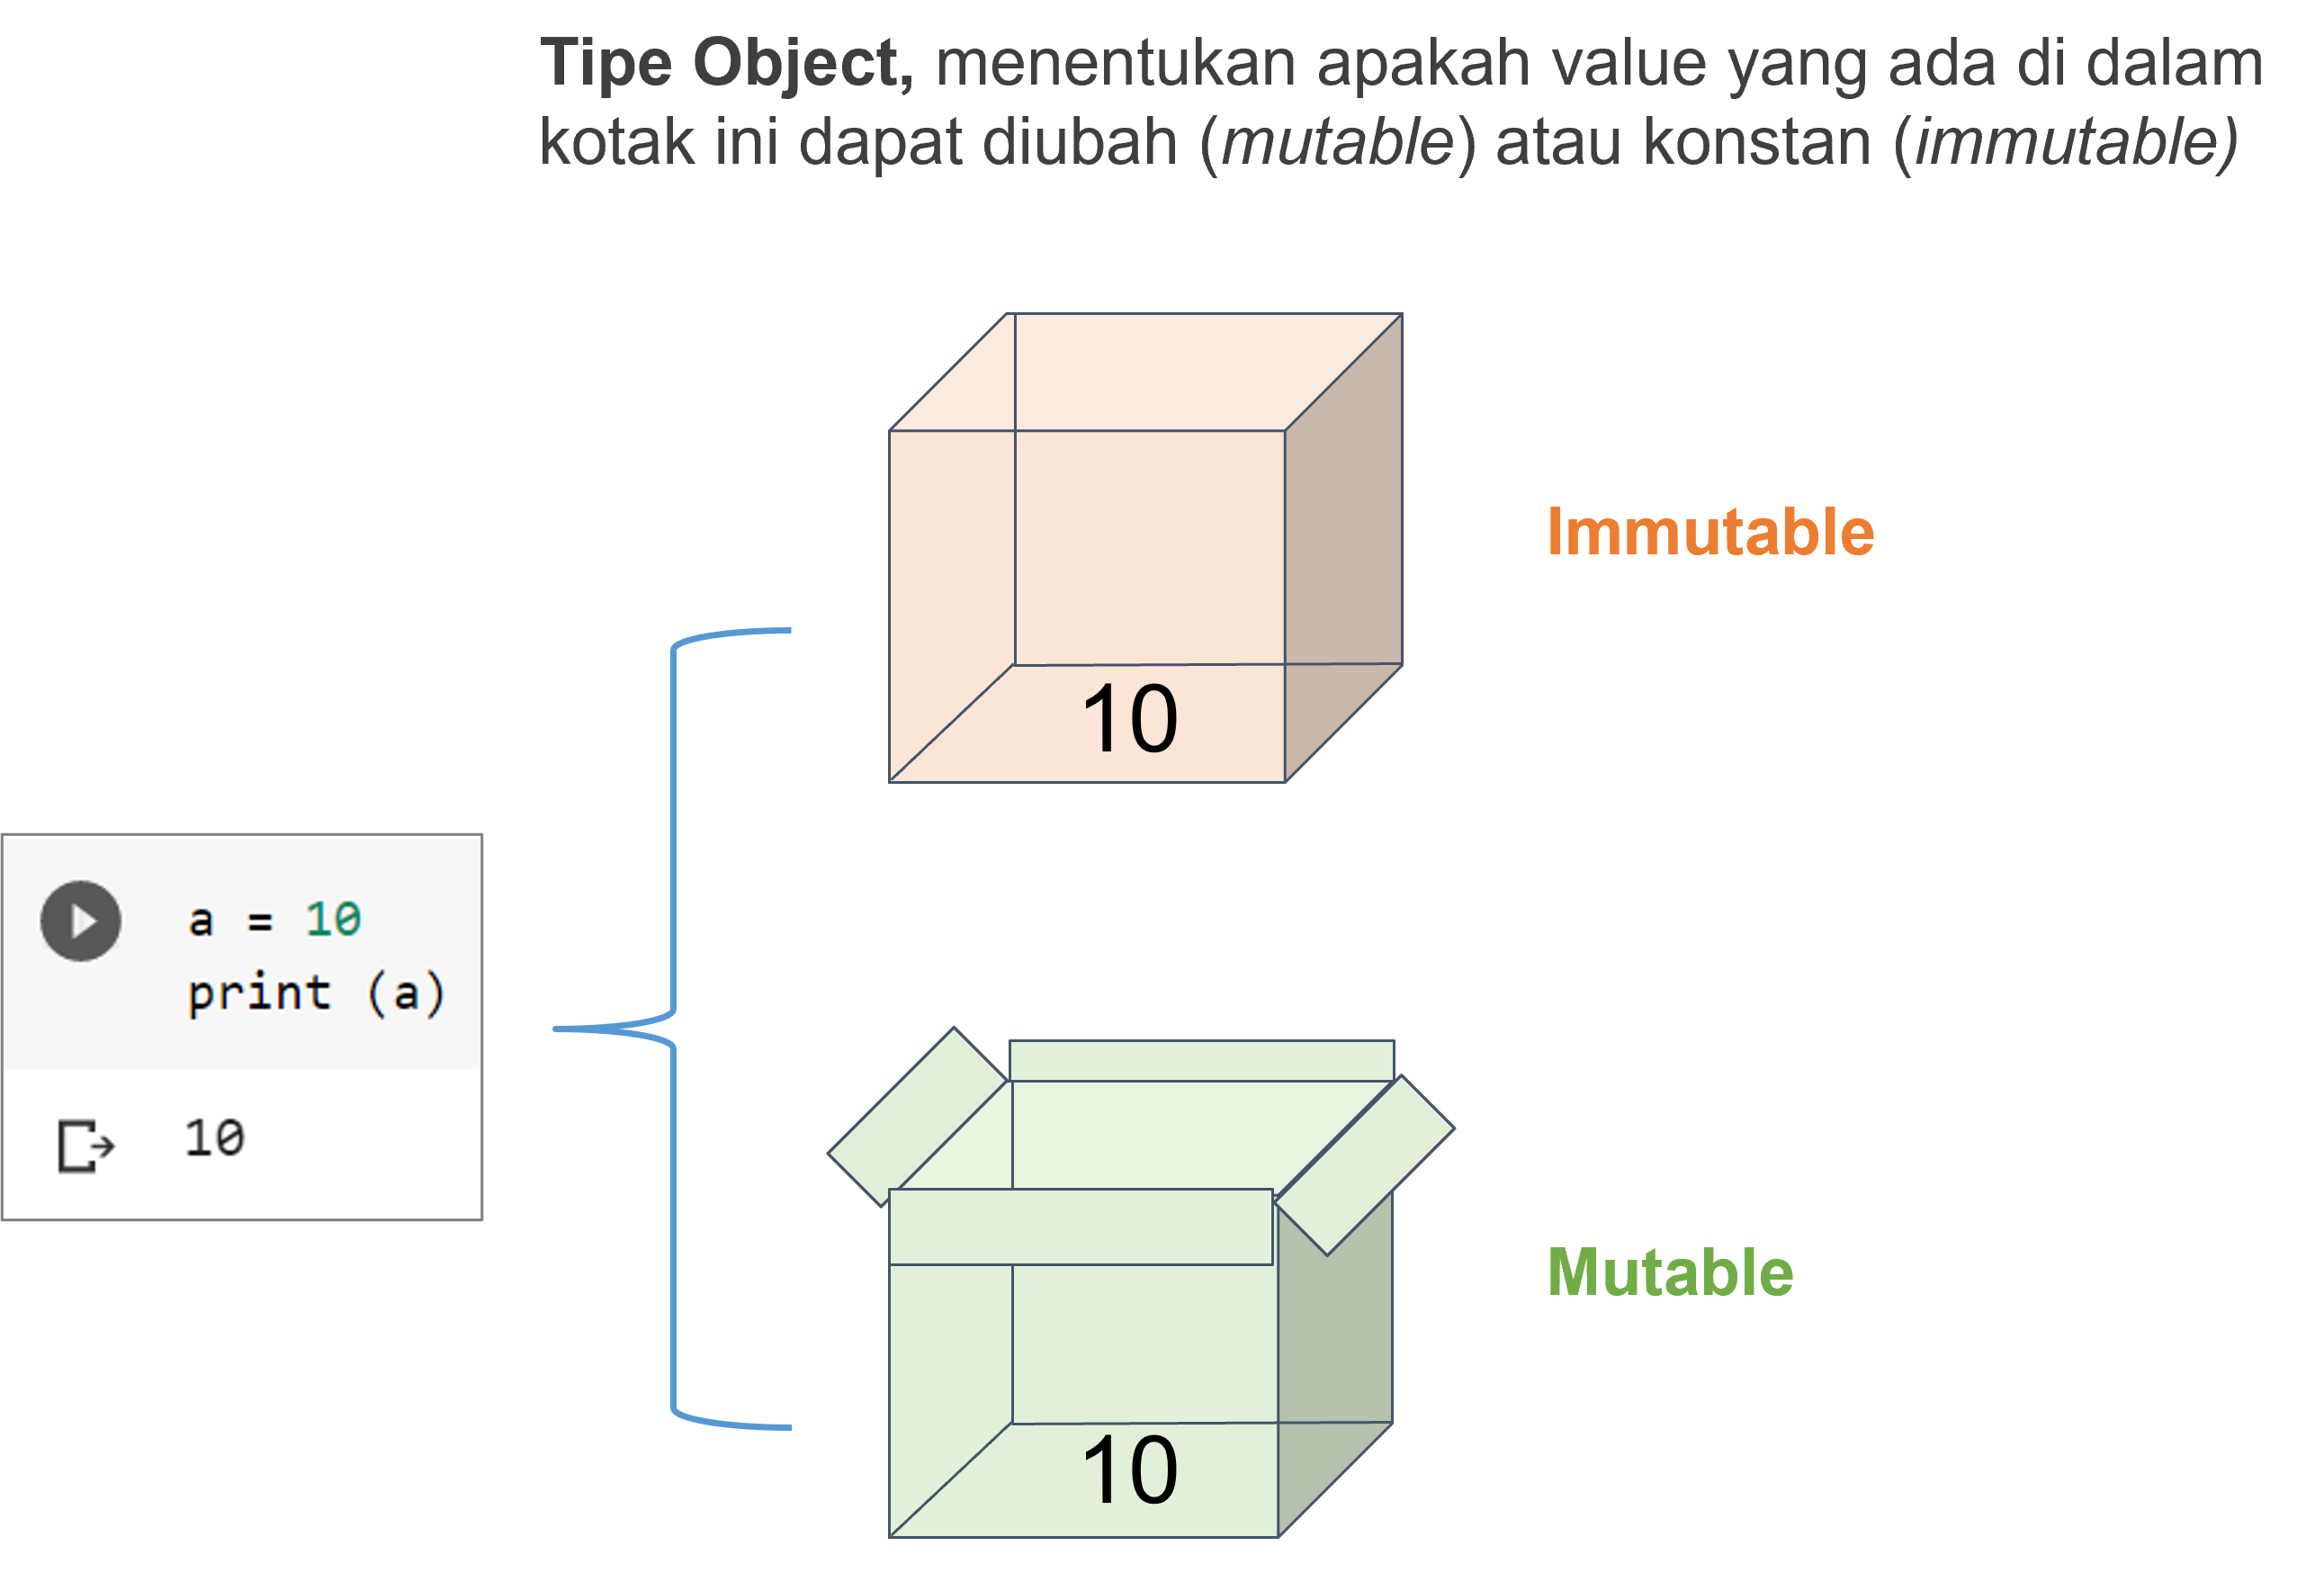 Tipe Object, menentukan apakah value yang ada di dalam
kotak ini dapat diubah (mutable) atau konstan (immutable)
Immutable
10
a = 10
print (a)
10
Mutable
10